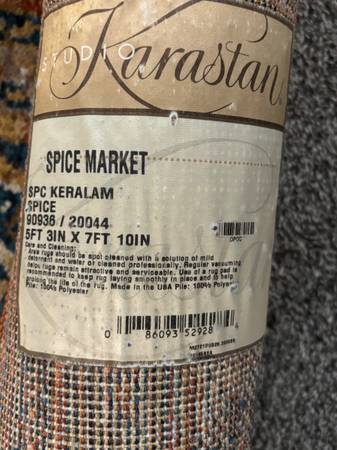 STUDIO
Karastan
SPICE MARKET
SPC KERALAM
SPICE
90936 / 20044
5FT 3IN X 7FT 10IN
Care and Cleaning:
Area rugs should be spot cleaned with a solution of mild
detergent and water or cleaned professionally. Regular vacuuming
helps rugs remain attractive and serviceable. Use of a rug pad is
recommended to keep rug laying smoothly in place and to help
prolong the life of the rug. Made in the USA Pile: 100% Polyester
100% Polyester
OPOC
0 86093 52928 4